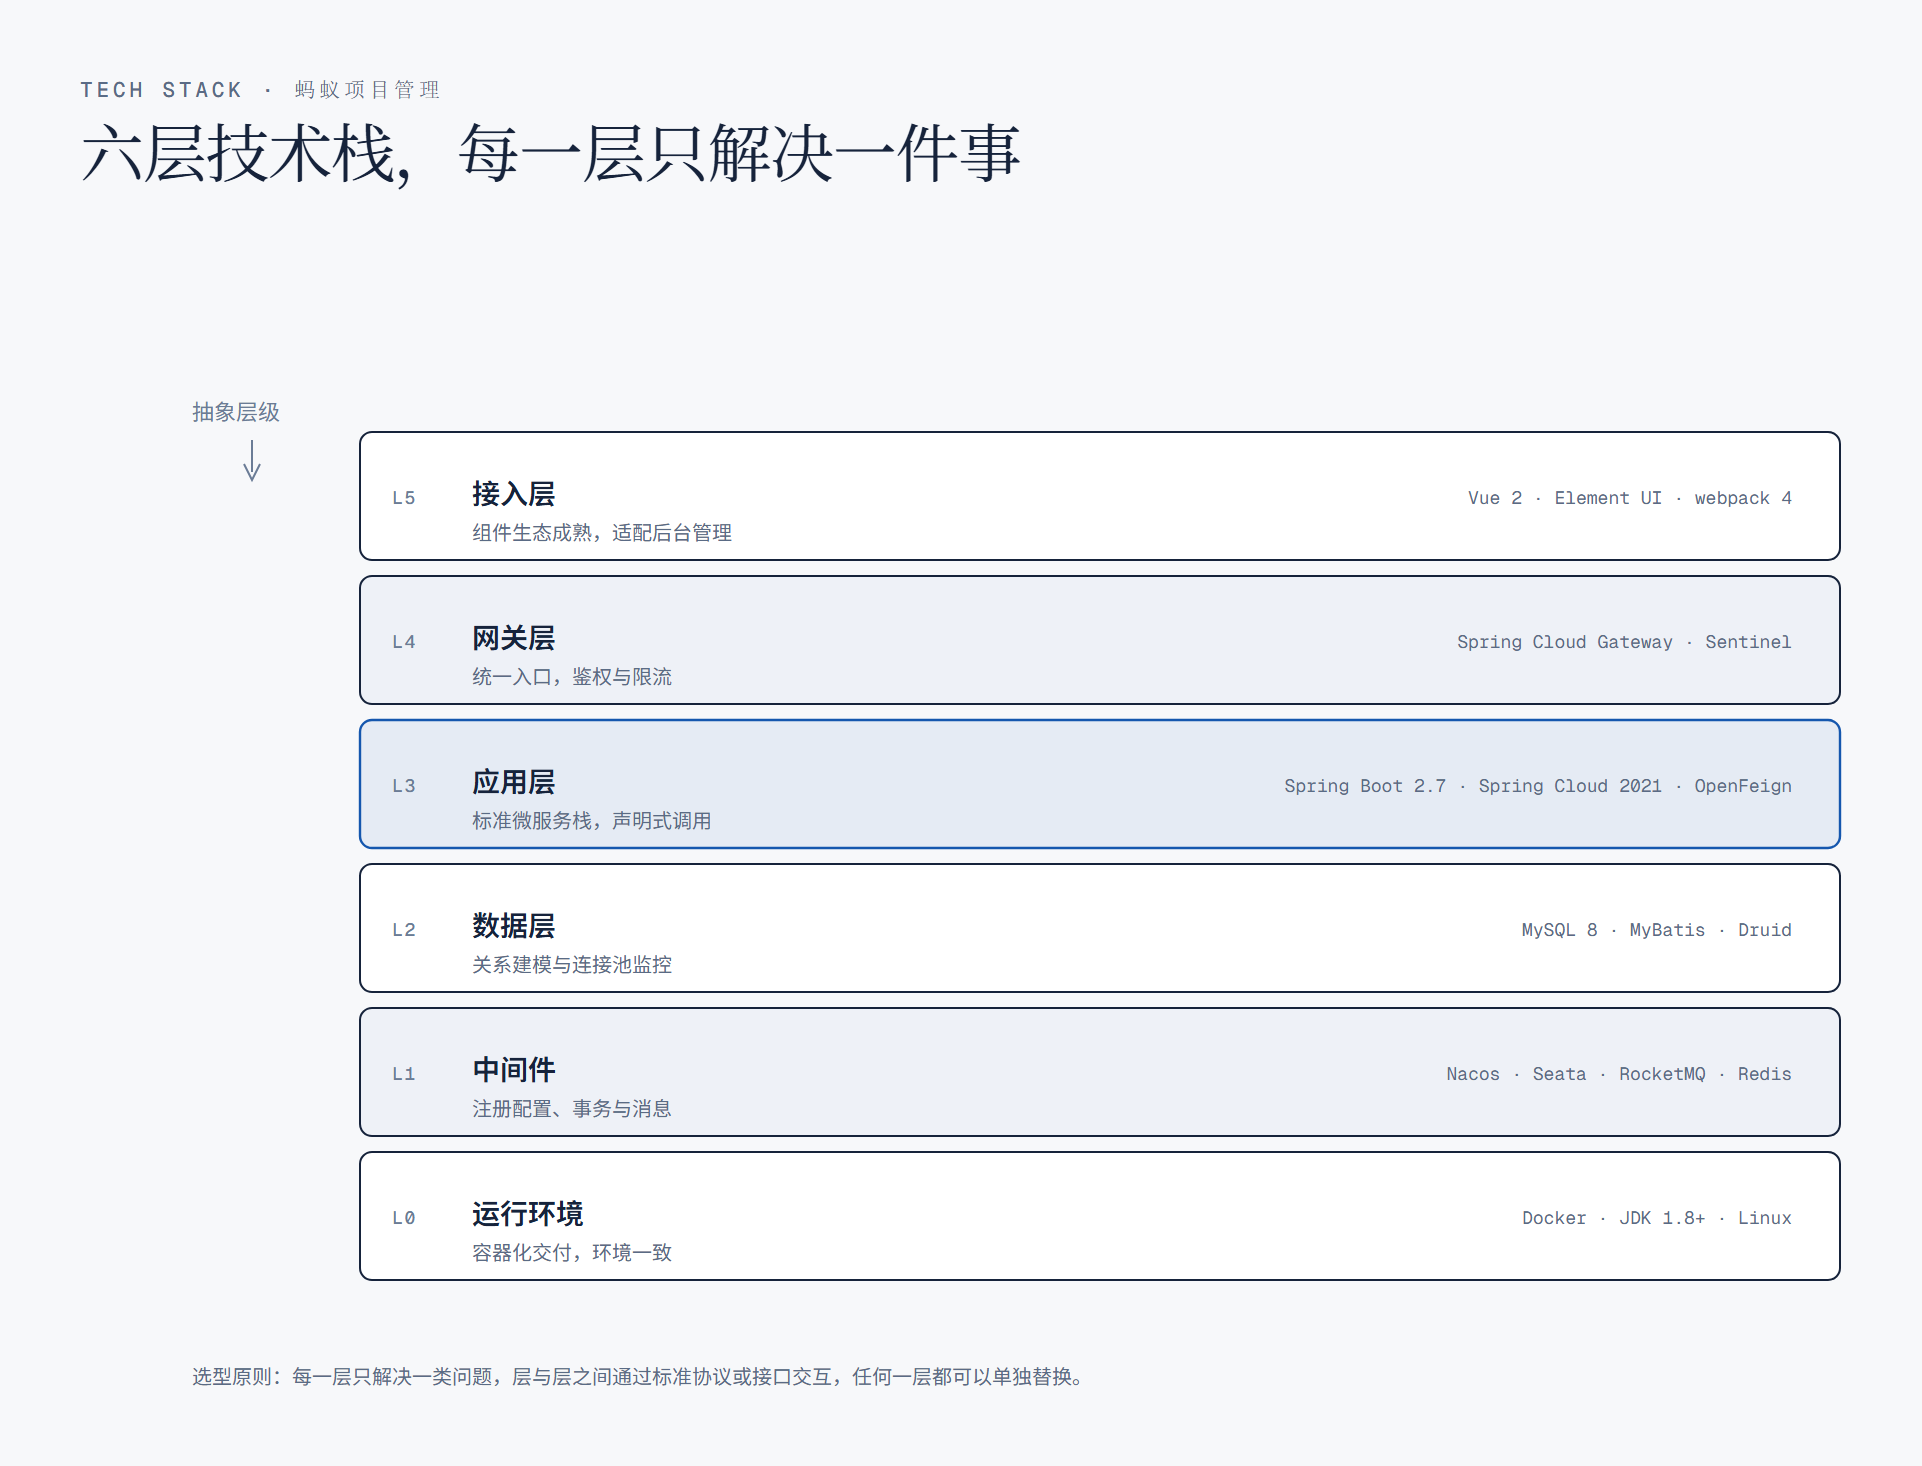 TECH STACK · 蚂蚁项目管理
六层技术栈，每一层只解决一件事
抽象层级
L5 接入层 Vue 2 · Element UI · webpack 4
组件生态成熟，适配后台管理
L4 网关层 Spring Cloud Gateway · Sentinel
统一入口，鉴权与限流
L3 应用层 Spring Boot 2.7 · Spring Cloud 2021 · OpenFeign
标准微服务栈，声明式调用
L2 数据层 MySQL 8 · MyBatis · Druid
关系建模与连接池监控
L1 中间件 Nacos · Seata · RocketMQ · Redis
注册配置、事务与消息
L0 运行环境 Docker · JDK 1.8+ · Linux
容器化交付，环境一致
选型原则：每一层只解决一类问题，层与层之间通过标准协议或接口交互，任何一层都可以单独替换。